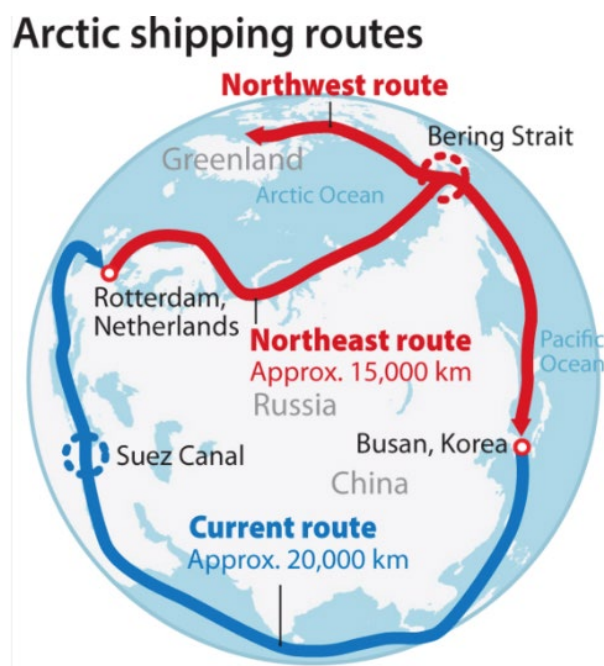 Arctic shipping routes
Northwest route
Bering Strait
Greenland
Arctic Ocean
Rotterdam,
Netherlands
Northeast route
Approx. 15,000 km
Pacific
Ocean
Russia
Busan, Korea
Suez Canal
China
Current route
Approx. 20,000 km